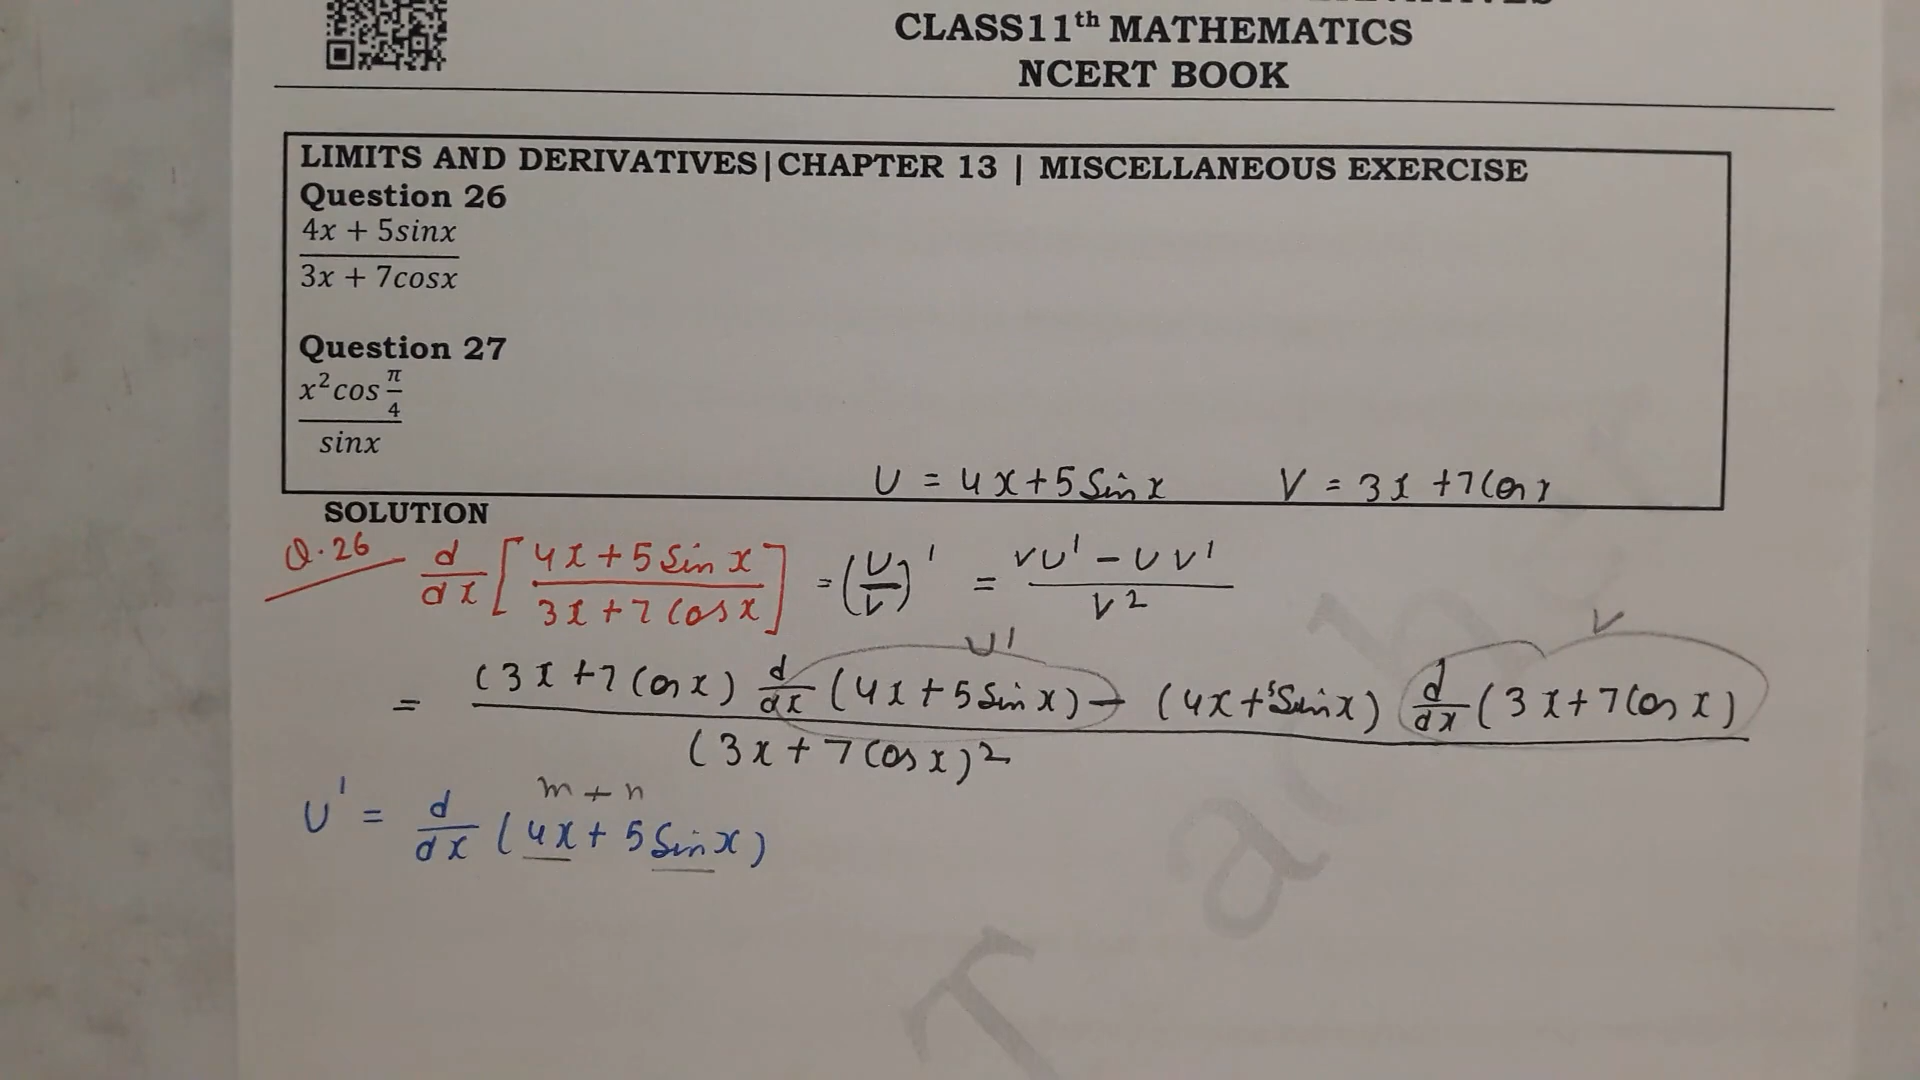 CLASS11th MATHEMATICS
NCERT BOOK
LIMITS AND DERIVATIVES|CHAPTER 13 | MISCELLANEOUS EXERCISE
Question 26
4x + 5sinx
3x + 7cosx
Question 27
x² cos π/4
sinx
U = 4x+5 Sin x V = 3x +7 Cos x
SOLUTION
Q.26 d/dx [4x+5 Sin x / 3x+7 Cos x] = (U/V)' = VU' - UV' / V²
U' V
= (3x+7 Cos x) d/dx (4x+5 Sin x) - (4x+5Sin x) d/dx (3x+7 Cos x)
(3x+7 Cos x)²
m + n
U' = d/dx (4x+ 5 Sin x)